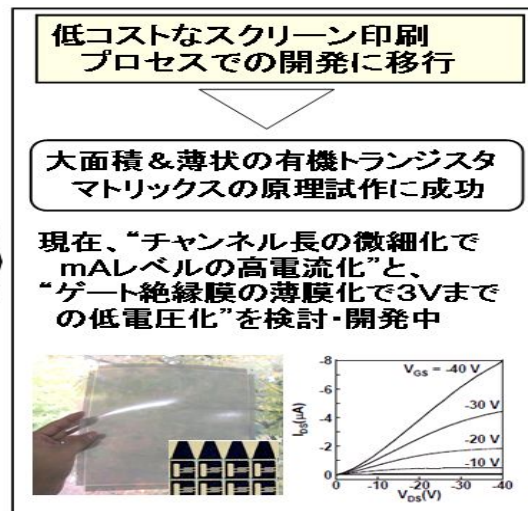 低コストなスクリーン印刷
プロセスでの開発に移行
大面積&薄状の有機トランジスタ
マトリックスの原理試作に成功
現在、“チャンネル長の微細化で
mAレベルの高電流化”と、
“ゲート絶縁膜の薄膜化で3Vまで
の低電圧化”を検討・開発中
-8
-6
-4
-2
0
IDS(μA)
VGS = -40 V
-30 V
-20 V
-10 V
0 -10 -20 -30 -40
VDS(V)